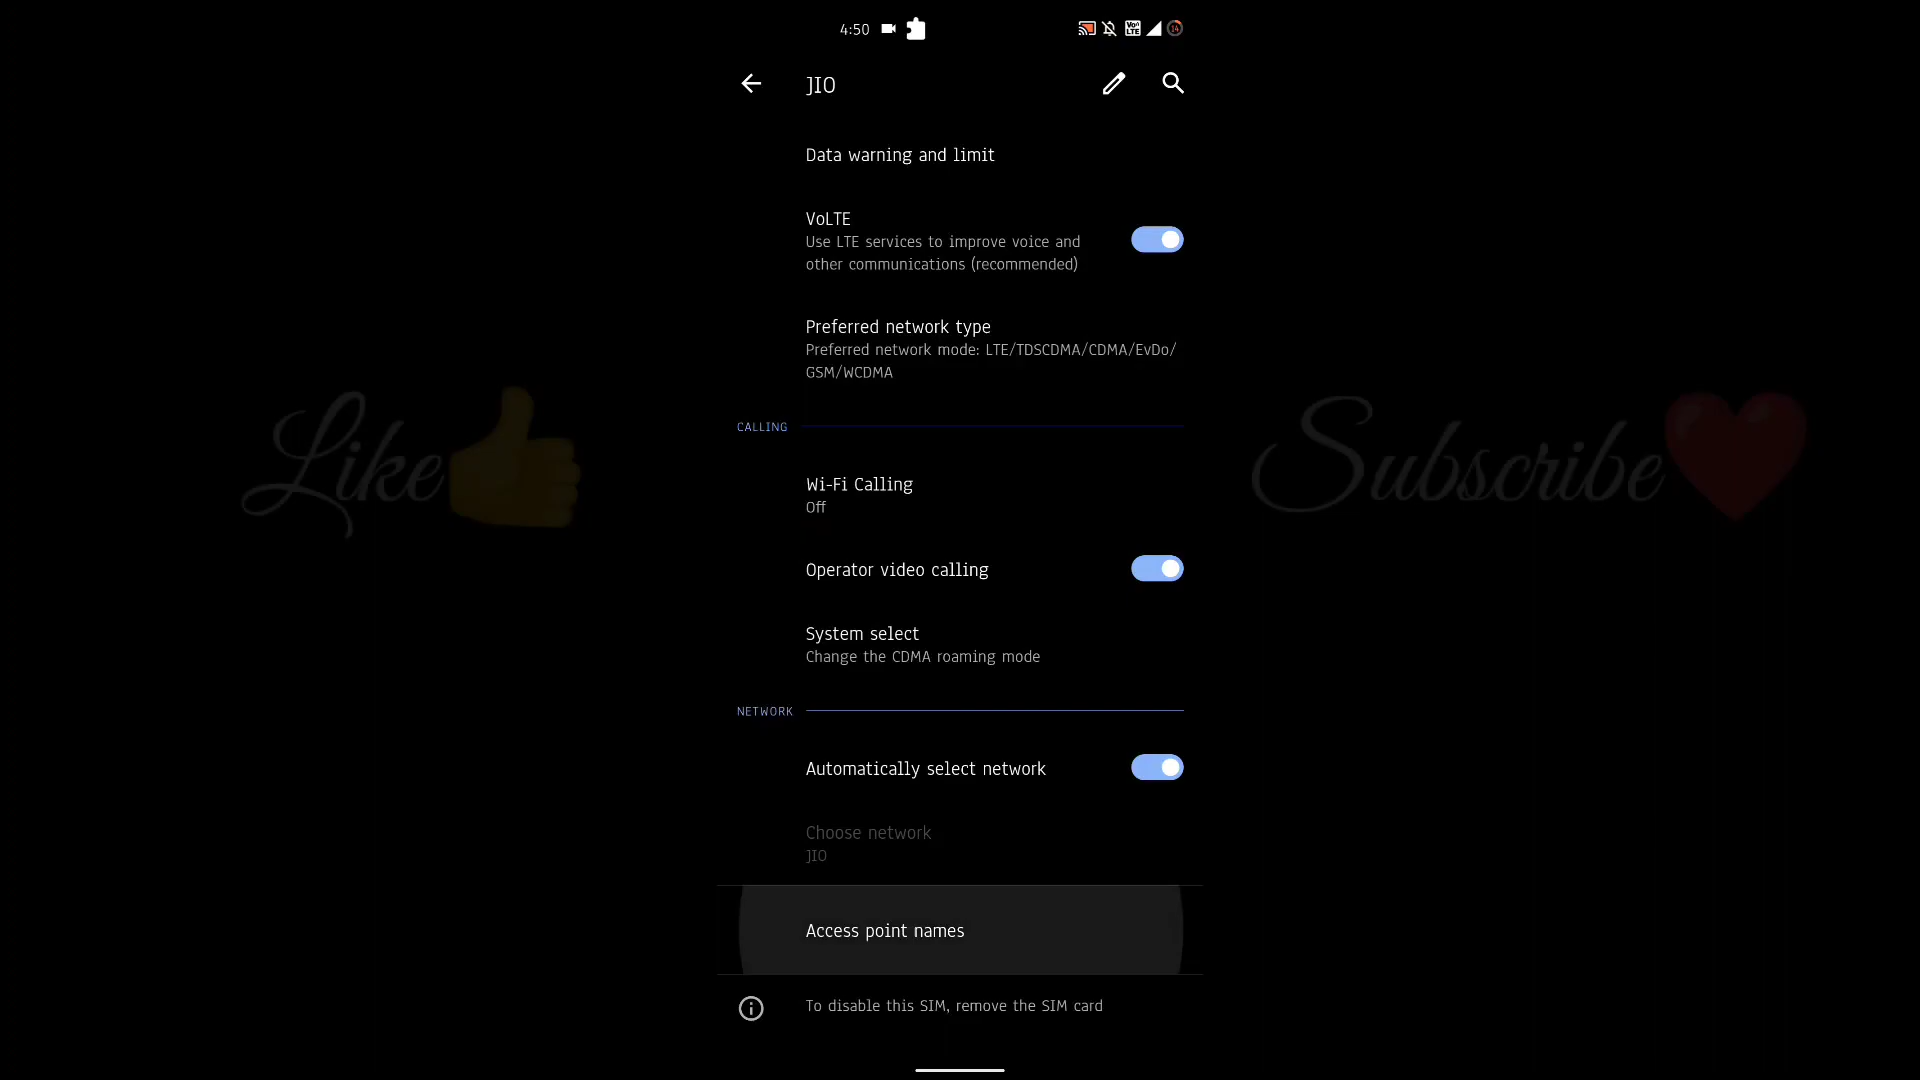 4:50
Vo LTE
14
JIO
Data warning and limit
VoLTE
Use LTE services to improve voice and
other communications (recommended)
Preferred network type
Preferred network mode: LTE/TDSCDMA/CDMA/EvDo/
GSM/WCDMA
Like
Subscribe
CALLING
Wi-Fi Calling
Off
Operator video calling
System select
Change the CDMA roaming mode
NETWORK
Automatically select network
Choose network
JIO
Access point names
To disable this SIM, remove the SIM card